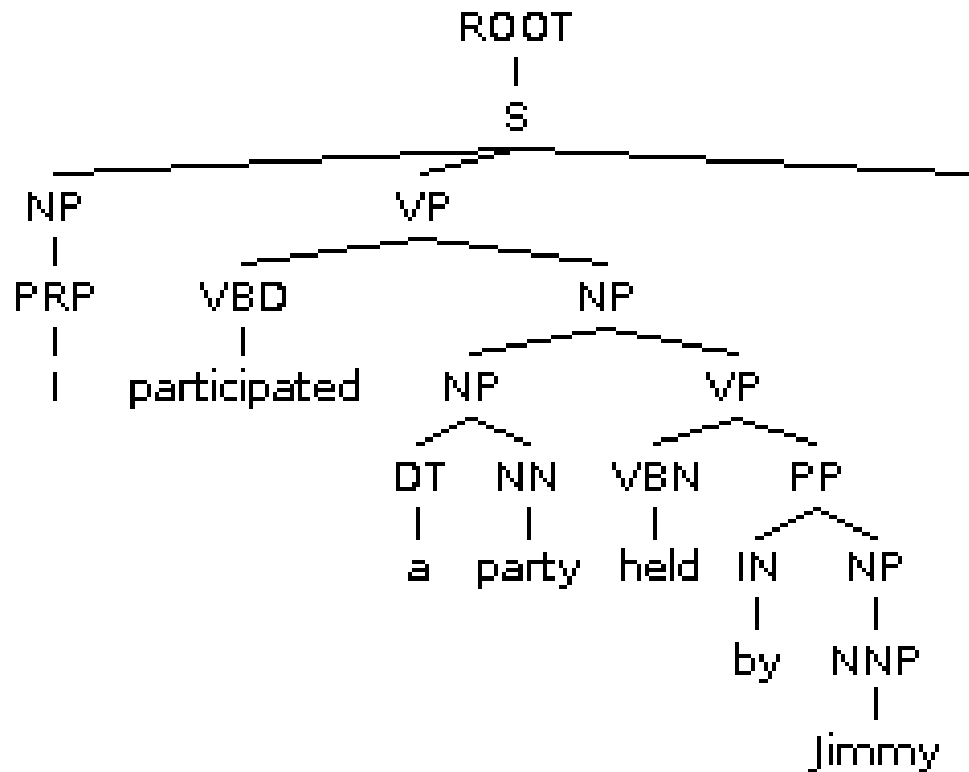 ROOT
S
NP VP
PRP VBD NP
I participated NP VP
DT NN VBN PP
a party held IN NP
by NNP
Jimmy